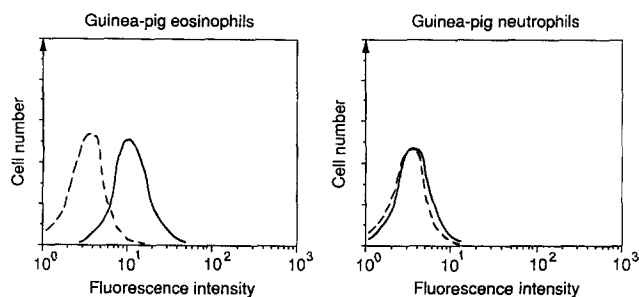 Guinea-pig eosinophils
Cell number
10⁰ 10¹ 10² 10³
Fluorescence intensity
Guinea-pig neutrophils
Cell number
10⁰ 10¹ 10² 10³
Fluorescence intensity